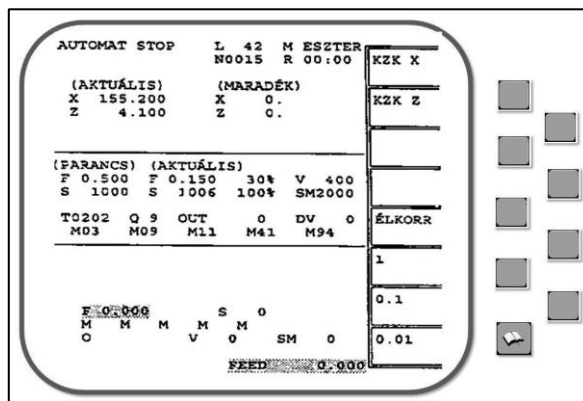 AUTOMAT STOP L 42 M ESZTER
N0015 R 00:00
(AKTUÁLIS) (MARADÉK)
X 155.200 X 0.
Z 4.100 Z 0.
(PARANCS) (AKTUÁLIS)
F 0.500 F 0.150 30% V 400
S 1000 S 1006 100% SM2000
T0202 Q 9 OUT 0 DV 0
M03 M09 M11 M41 M94
F 0.000 S 0
M M M M M
O V 0 SM 0
FEED 0.000
KZK X
KZK Z
ÉLKORR
1
0.1
0.01